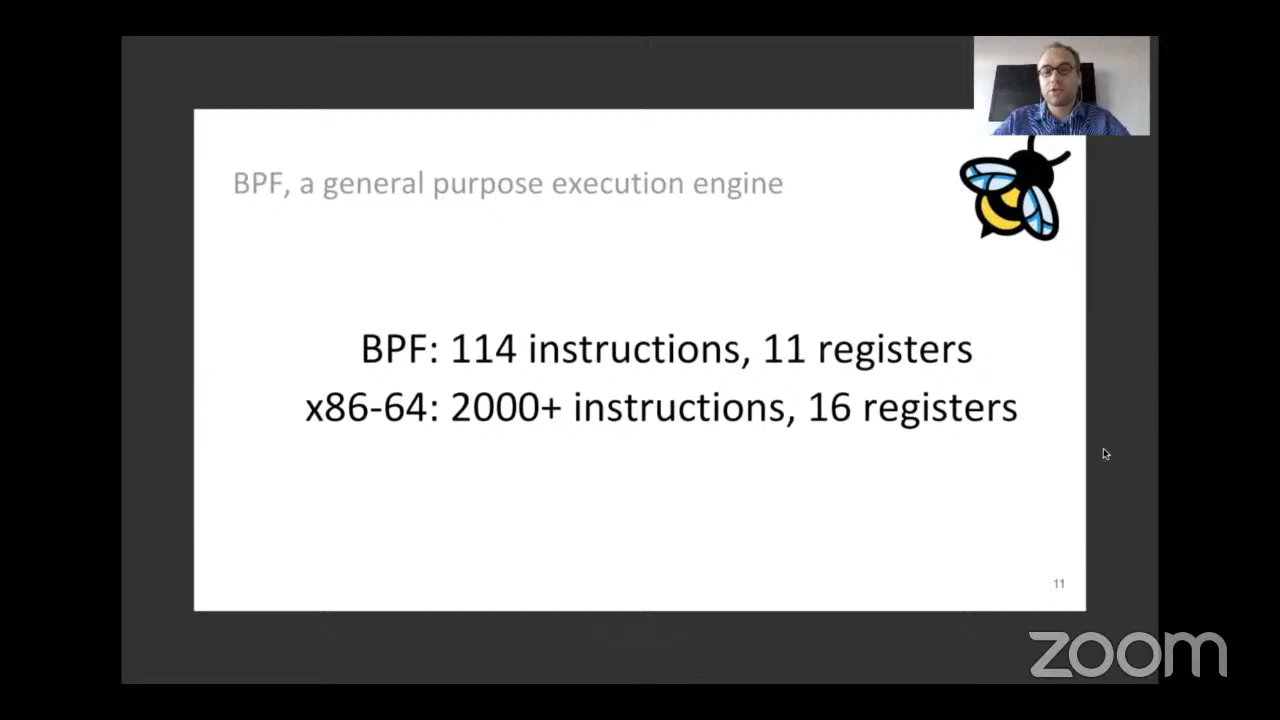 BPF, a general purpose execution engine
BPF: 114 instructions, 11 registers
x86-64: 2000+ instructions, 16 registers
11
zoom